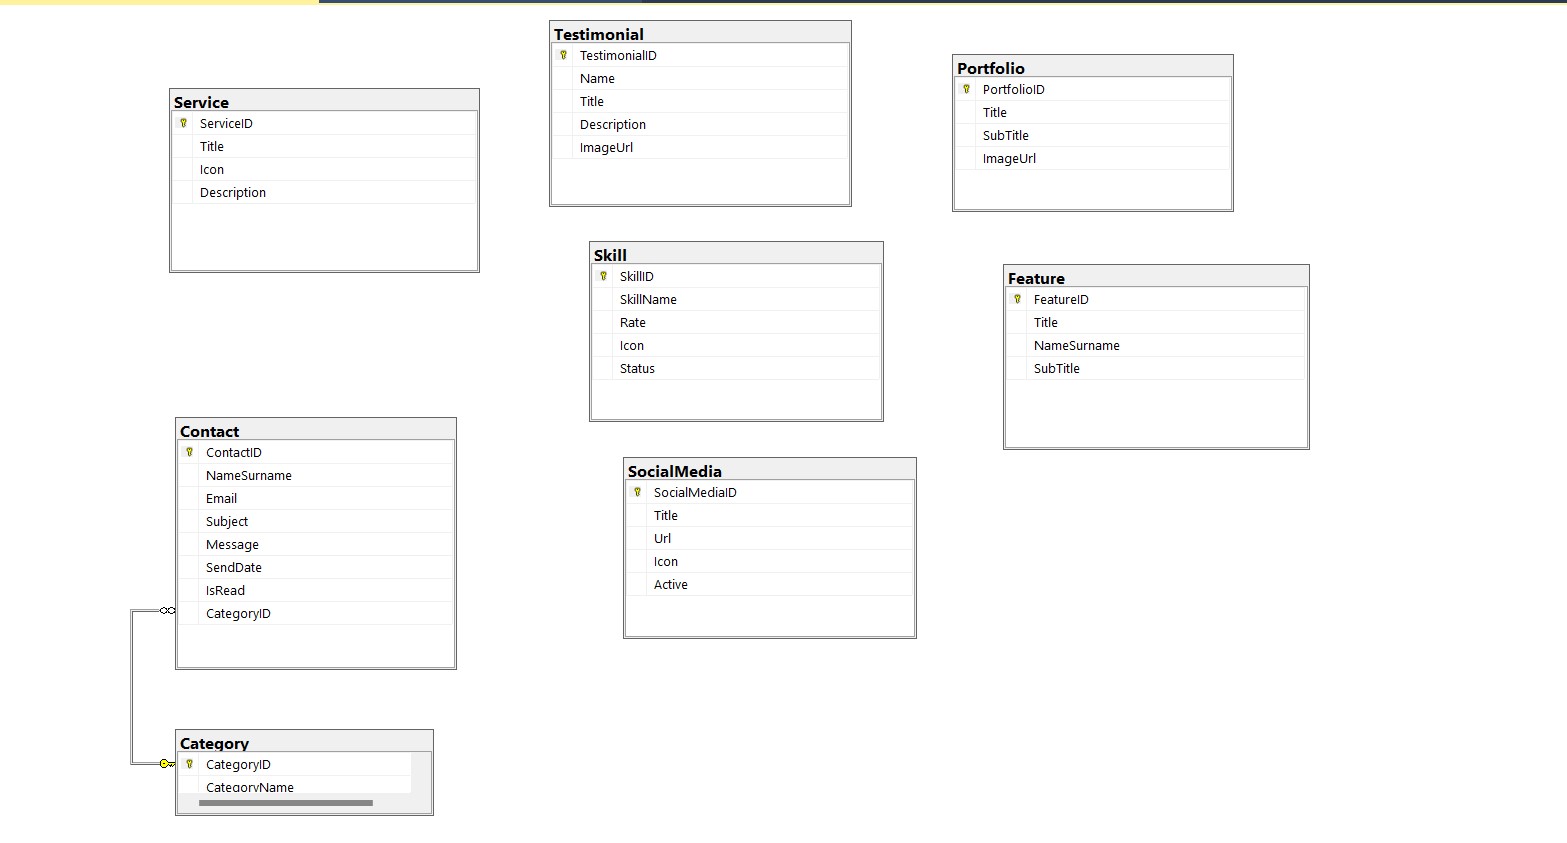 Testimonial
TestimonialID
Name
Title
Description
ImageUrl
Portfolio
PortfolioID
Title
SubTitle
ImageUrl
Service
ServiceID
Title
Icon
Description
Skill
SkillID
SkillName
Rate
Icon
Status
Feature
FeatureID
Title
NameSurname
SubTitle
Contact
ContactID
NameSurname
Email
Subject
Message
SendDate
IsRead
CategoryID
SocialMedia
SocialMediaID
Title
Url
Icon
Active
Category
CategoryID
CategoryName